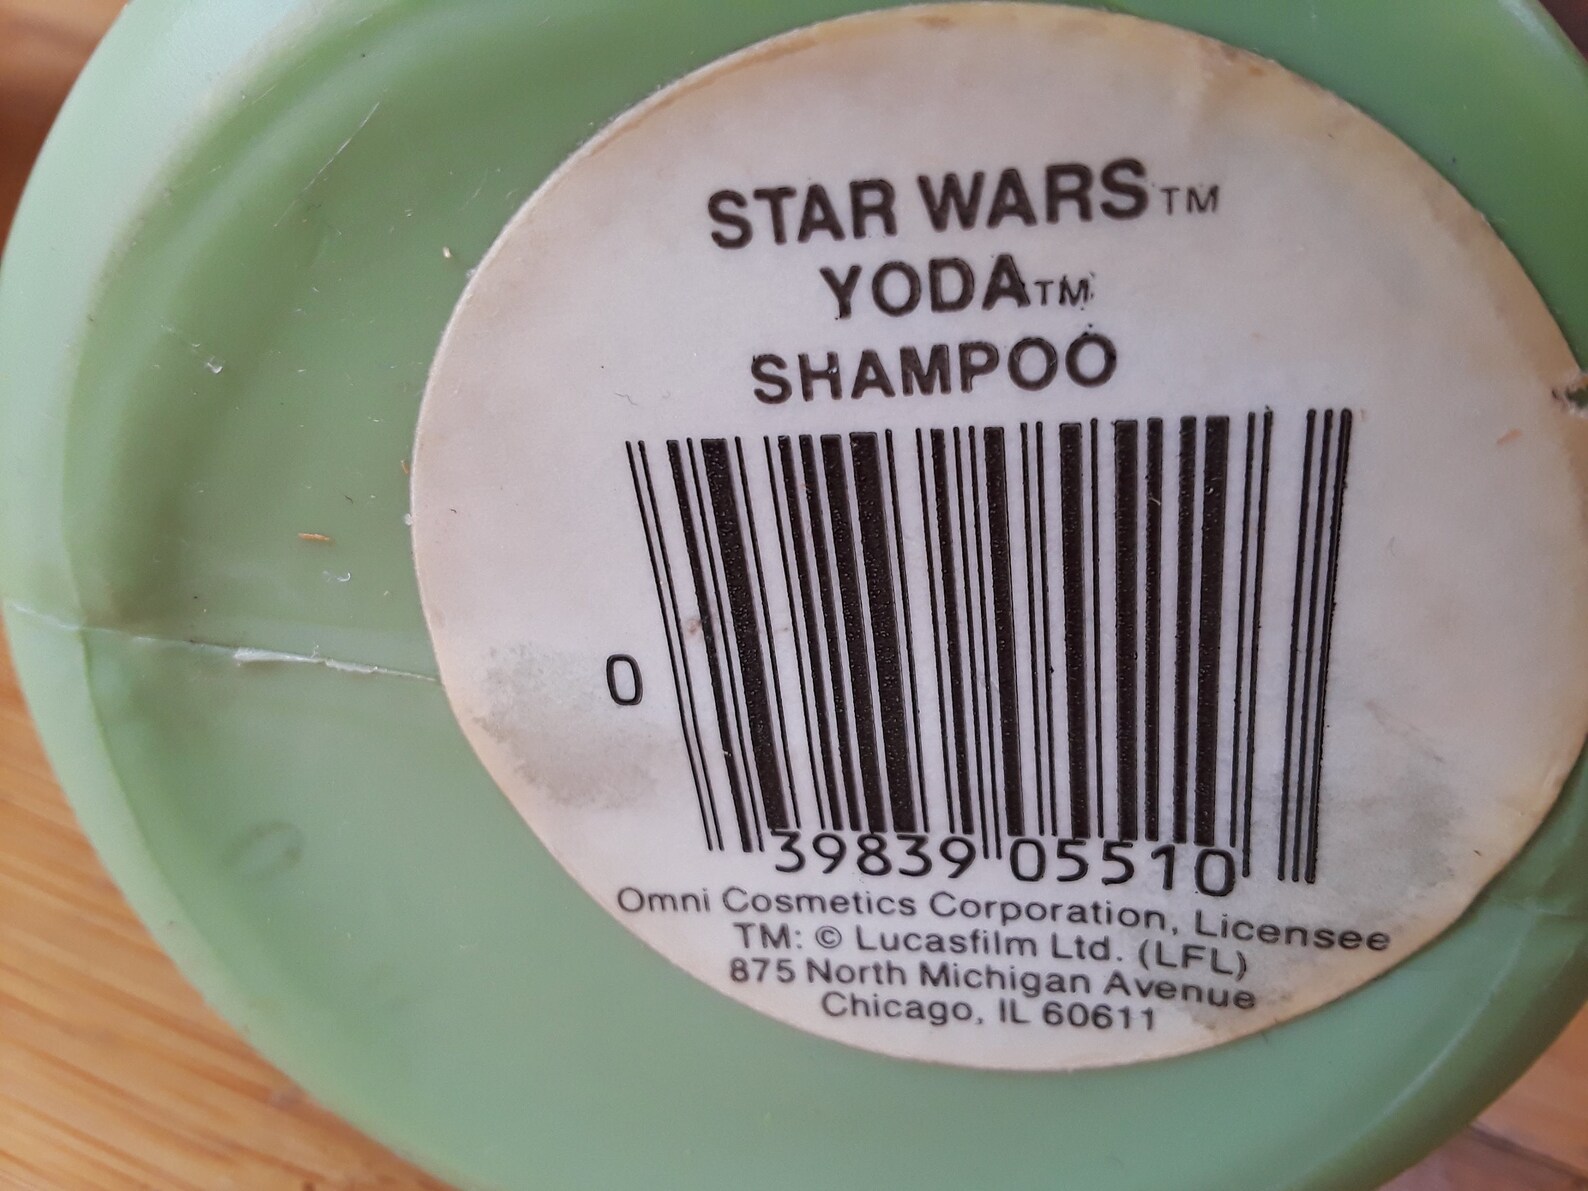 STAR WARS™
YODA™
SHAMPOO
0 39839 05510
Omni Cosmetics Corporation, Licensee
TM: © Lucasfilm Ltd. (LFL)
875 North Michigan Avenue
Chicago, IL 60611